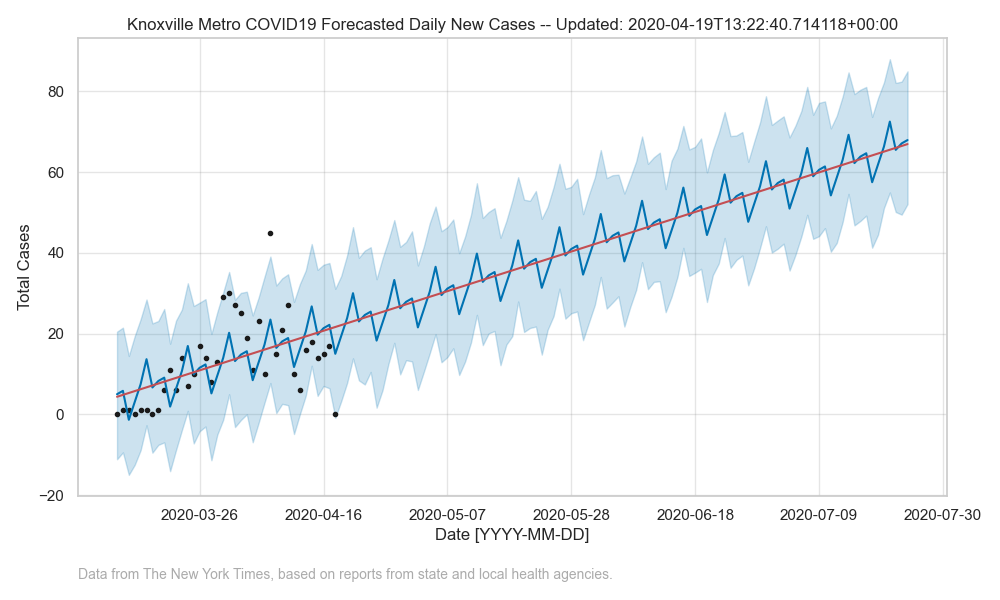 Knoxville Metro COVID19 Forecasted Daily New Cases -- Updated: 2020-04-19T13:22:40.714118+00:00
Total Cases
80
60
40
20
0
−20
2020-03-26 2020-04-16 2020-05-07 2020-05-28 2020-06-18 2020-07-09 2020-07-30
Date [YYYY-MM-DD]
Data from The New York Times, based on reports from state and local health agencies.